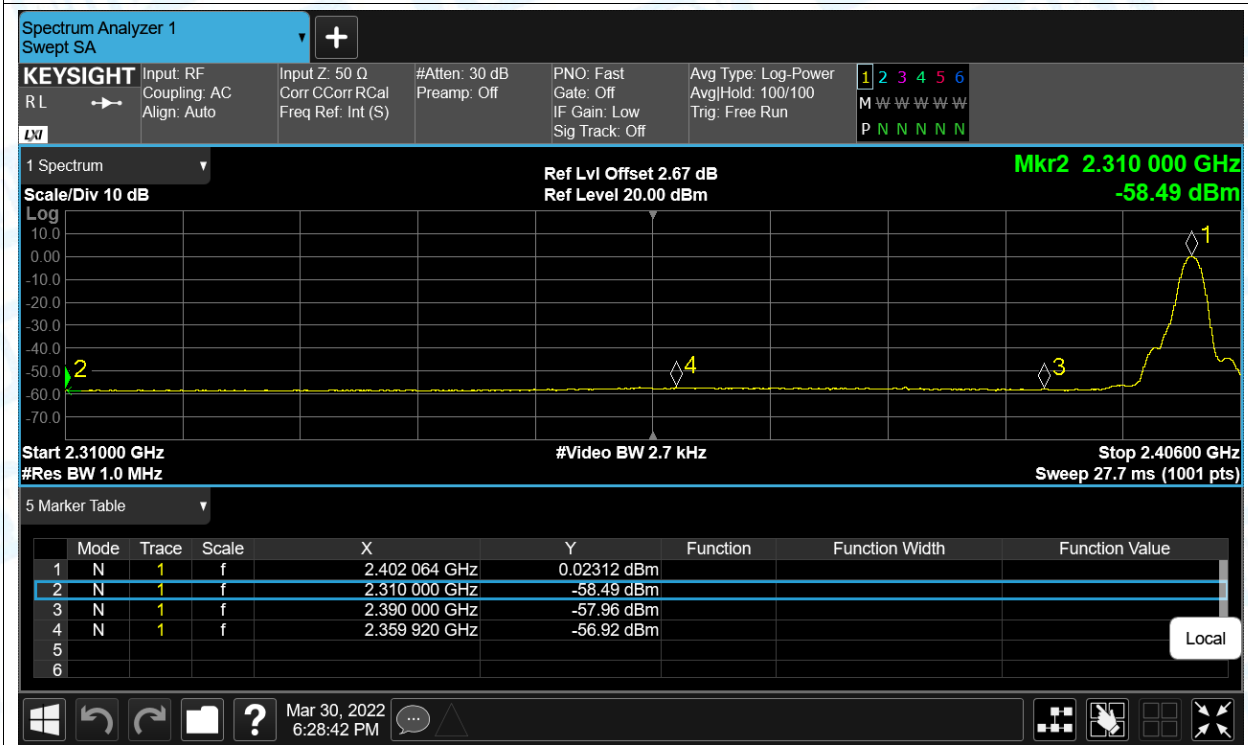 Spectrum Analyzer 1
Swept SA
+
KEYSIGHT
RL
LXI
Input: RF
Coupling: AC
Align: Auto
Input Z: 50 Ω
Corr CCorr RCal
Freq Ref: Int (S)
#Atten: 30 dB
Preamp: Off
PNO: Fast
Gate: Off
IF Gain: Low
Sig Track: Off
Avg Type: Log-Power
Avg|Hold: 100/100
Trig: Free Run
1 2 3 4 5 6
M W W W W W
P N N N N N
1 Spectrum
Scale/Div 10 dB
Ref Lvl Offset 2.67 dB
Ref Level 20.00 dBm
Mkr2 2.310 000 GHz
-58.49 dBm
Log
10.0
0.00
-10.0
-20.0
-30.0
-40.0
-50.0
-60.0
-70.0
1
2
4
3
Start 2.31000 GHz
#Res BW 1.0 MHz
#Video BW 2.7 kHz
Stop 2.40600 GHz
Sweep 27.7 ms (1001 pts)
5 Marker Table
Mode Trace Scale X Y Function Function Width Function Value
1 N 1 f 2.402 064 GHz 0.02312 dBm
2 N 1 f 2.310 000 GHz -58.49 dBm
3 N 1 f 2.390 000 GHz -57.96 dBm
4 N 1 f 2.359 920 GHz -56.92 dBm
5
6
Local
?
Mar 30, 2022
6:28:42 PM